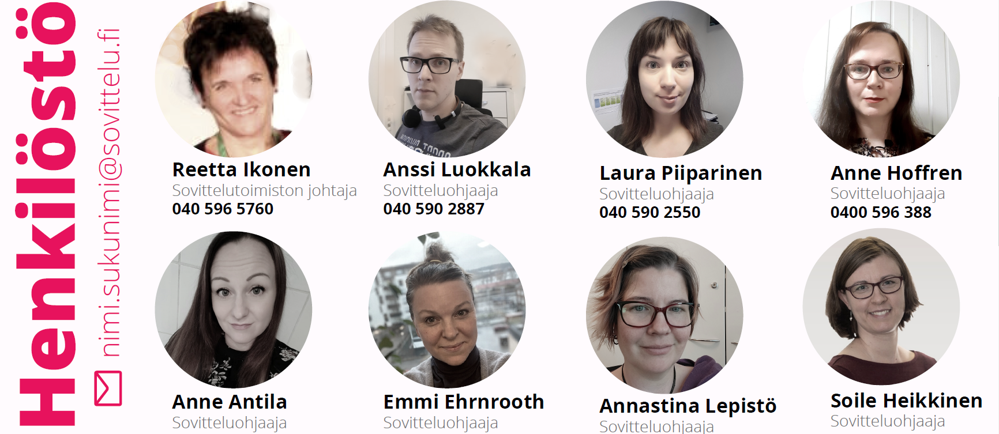 Henkilöstö
nimi.sukunimi@sovittelu.fi
Reetta Ikonen
Sovittelutoimiston johtaja
040 596 5760
Anssi Luokkala
Sovitteluohjaaja
040 590 2887
Laura Piiparinen
Sovitteluohjaaja
040 590 2550
Anne Hoffren
Sovitteluohjaaja
0400 596 388
Anne Antila
Sovitteluohjaaja
Emmi Ehrnrooth
Sovitteluohjaaja
Annastina Lepistö
Sovitteluohjaaja
Soile Heikkinen
Sovitteluohjaaja